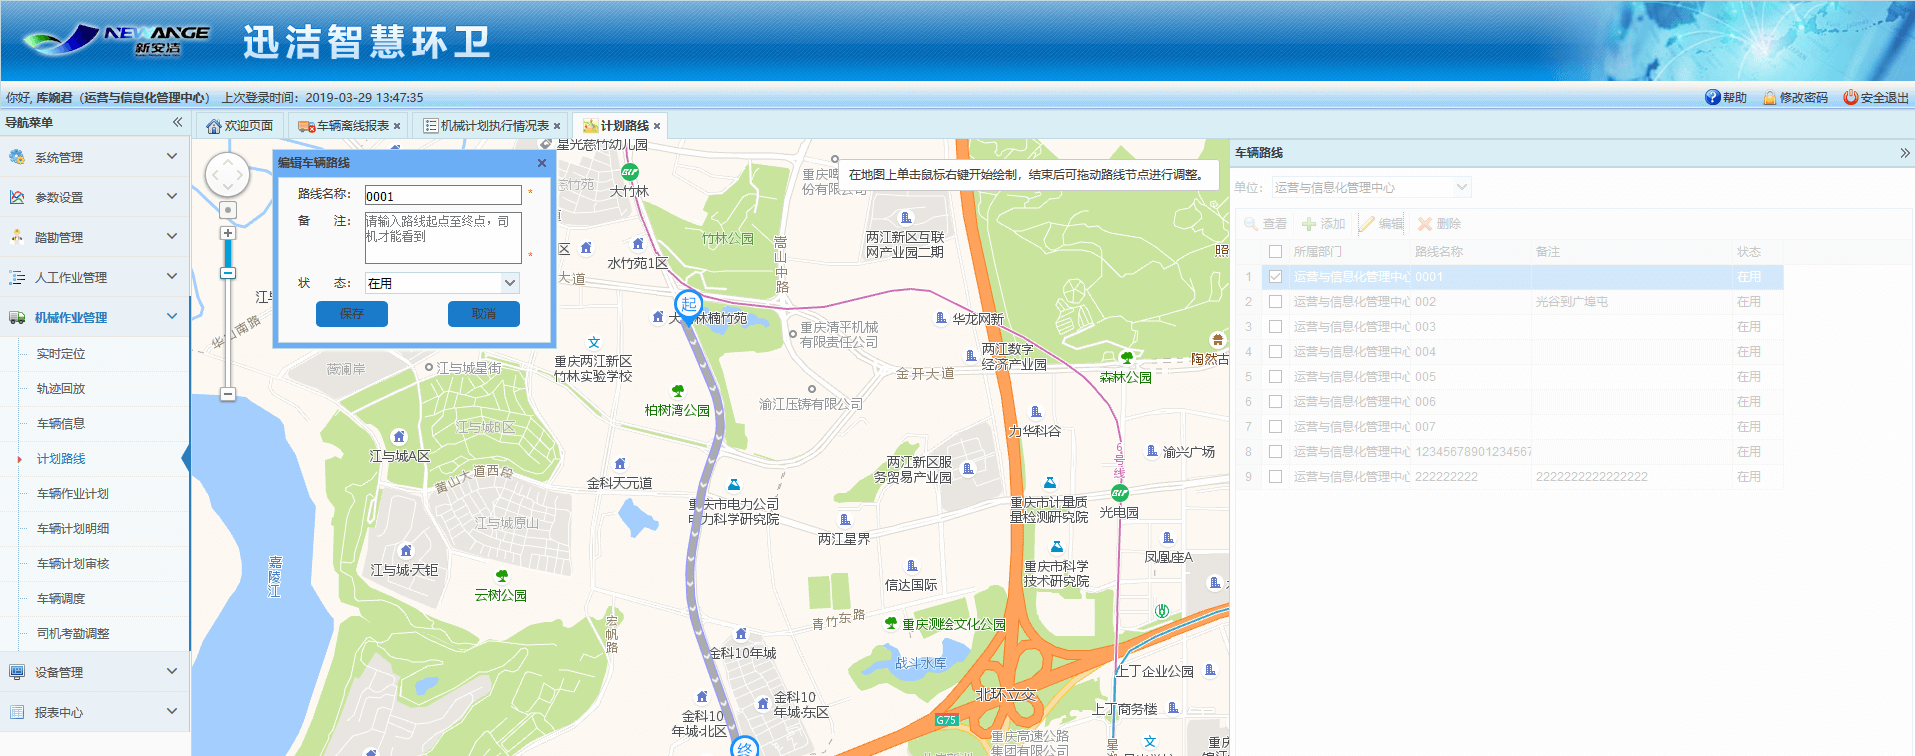 NEWANGE
新安洁
迅洁智慧环卫
你好, 库婉君（运营与信息化管理中心） 上次登录时间：2019-03-29 13:47:35
帮助 修改密码 安全退出
导航菜单
欢迎页面 车辆离线报表 × 机械计划执行情况表 × 计划路线 ×
系统管理
参数设置
踏勘管理
人工作业管理
机械作业管理
实时定位
轨迹回放
车辆信息
计划路线
车辆作业计划
车辆计划明细
车辆计划审核
车辆调度
司机考勤调整
设备管理
报表中心
编辑车辆路线
路线名称: 0001 *
备 注: 请输入路线起点至终点，司
机才能看到 *
状 态: 在用
保存 取消
在地图上单击鼠标右键开始绘制，结束后可拖动路线节点进行调整。
星光慈竹幼儿园
大竹林
竹林公园
嵩山中路
两江新区互联
网产业园二期
水竹苑1区
起
华龙网新
重庆清平机械
有限责任公司
两江数字
经济产业园
金开大道
森林公园
陶然古
重庆两江新区
竹林实验学校
薇澜岸
江与城星街
柏树湾公园
渝江压铸有限公司
力华科谷
6号线
渝兴广场
江与城B区
江与城A区
黄山大道西段
金科天元道
两江新区服
务贸易产业园
重庆市电力公司
电力科学研究院
重庆市计量质
量检测研究院
光电园
江与城原山
两江星界
凤凰座A
嘉陵江
江与城·天钜
云树公园
信达国际
重庆市科学
技术研究院
宏帆路
青竹东路
重庆测绘文化公园
金科10年城
战斗水库
上丁企业公园
北环立交
金科10
年城·东区
金科10
年城·北区
上丁商务楼
G75
终
重庆高速公路
集团有限公司
华山南路
车辆路线
单位: 运营与信息化管理中心
查看 添加 编辑 删除
所属部门 路线名称 备注 状态
1 运营与信息化管理中心 0001 在用
2 运营与信息化管理中心 002 光谷到广埠屯 在用
3 运营与信息化管理中心 003 在用
4 运营与信息化管理中心 004 在用
5 运营与信息化管理中心 005 在用
6 运营与信息化管理中心 006 在用
7 运营与信息化管理中心 007 在用
8 运营与信息化管理中心 12345678901234567 在用
9 运营与信息化管理中心 222222222 2222222222222222 在用